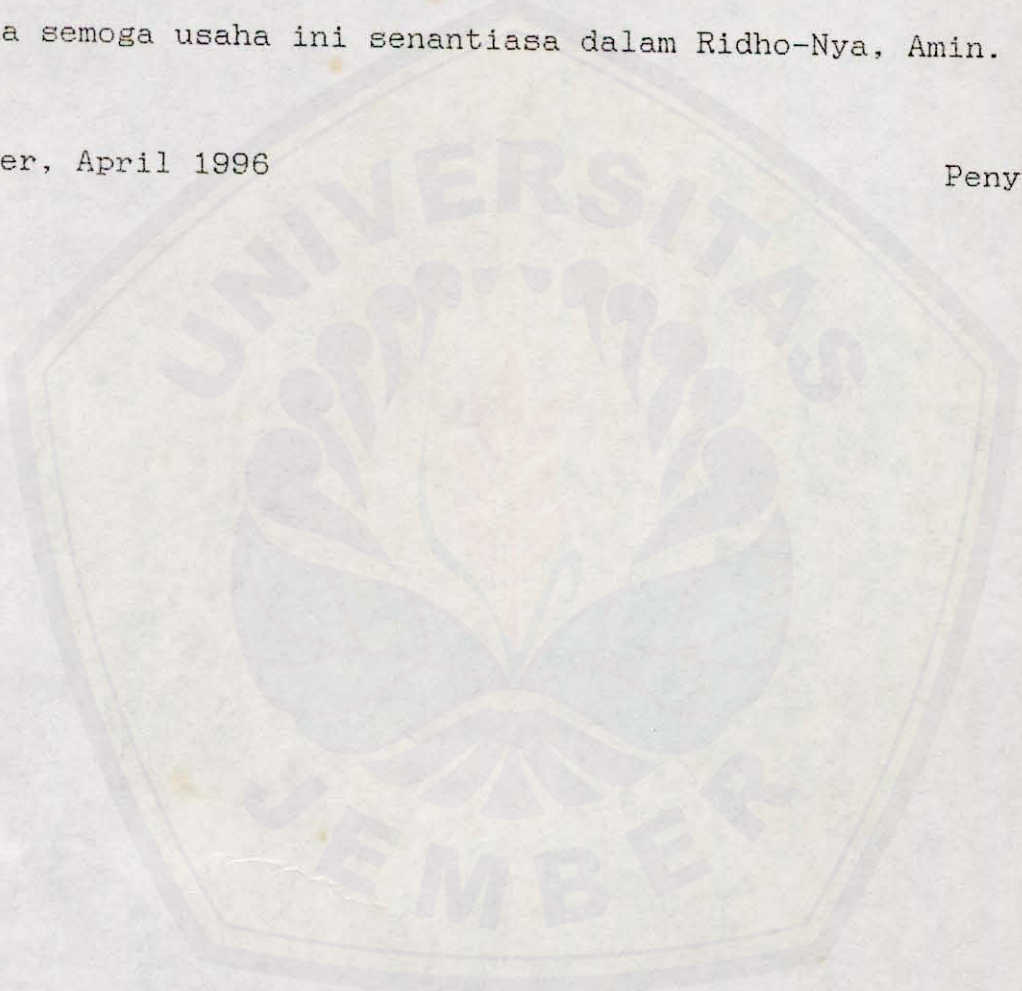 a semoga usaha ini senantiasa dalam Ridho-Nya, Amin.
er, April 1996
Peny
UNIVERSITAS
JEMBER